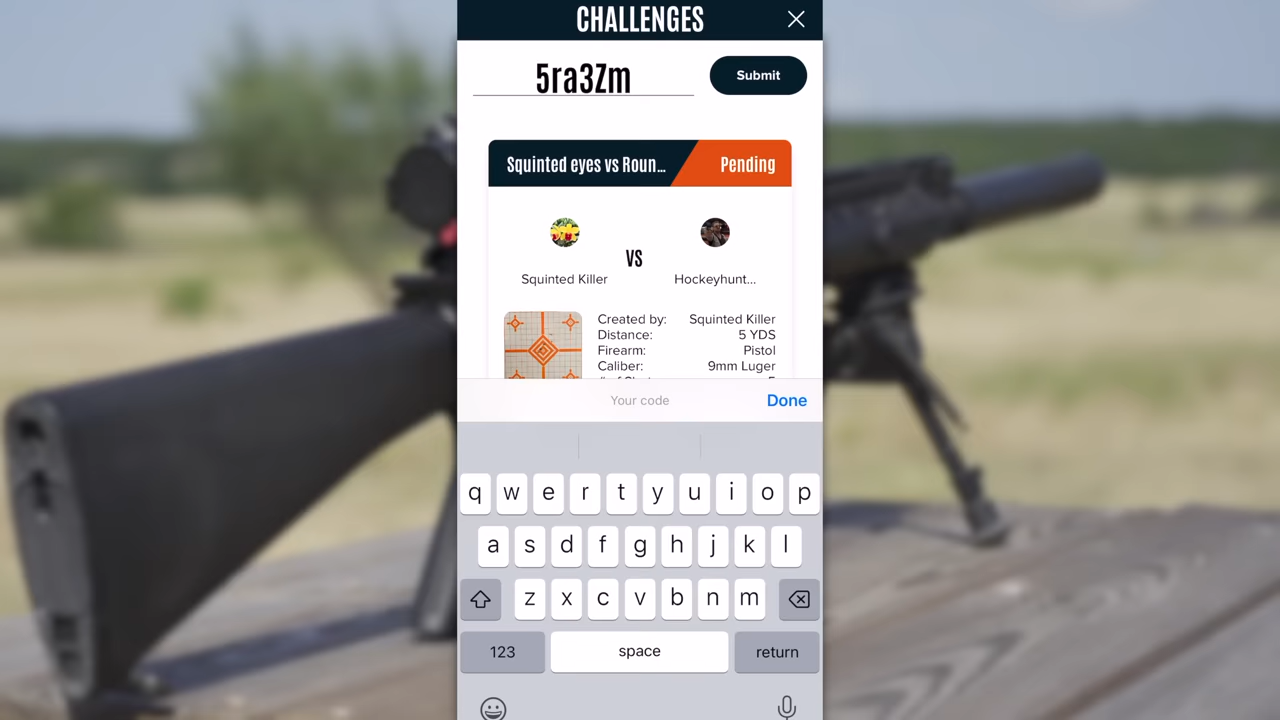 CHALLENGES
5ra3Zm
Submit
Squinted eyes vs Roun...
Pending
VS
Squinted Killer
Hockeyhunt...
Created by: Squinted Killer
Distance: 5 YDS
Firearm: Pistol
Caliber: 9mm Luger
Your code
Done
q w e r t y u i o p
a s d f g h j k l
z x c v b n m
123 space return